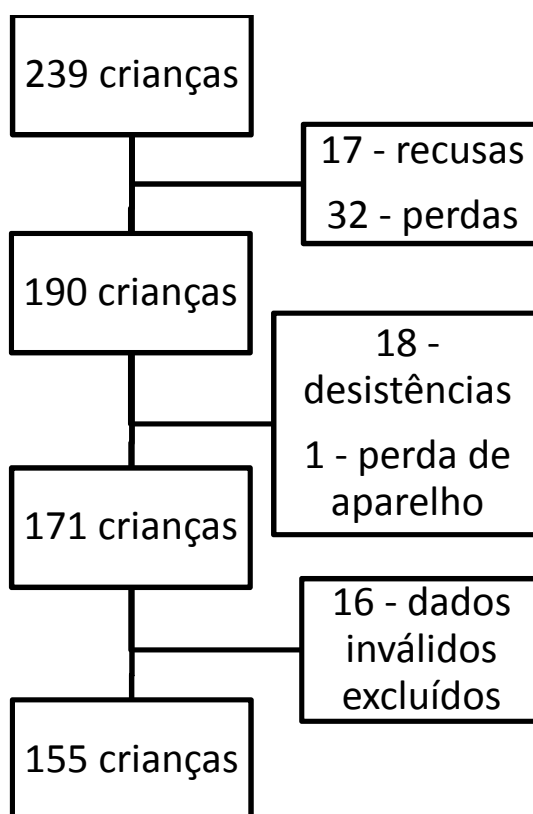 239 crianças
17 - recusas
32 - perdas
190 crianças
18 -
desistências
1 - perda de
aparelho
171 crianças
16 - dados
inválidos
excluídos
155 crianças